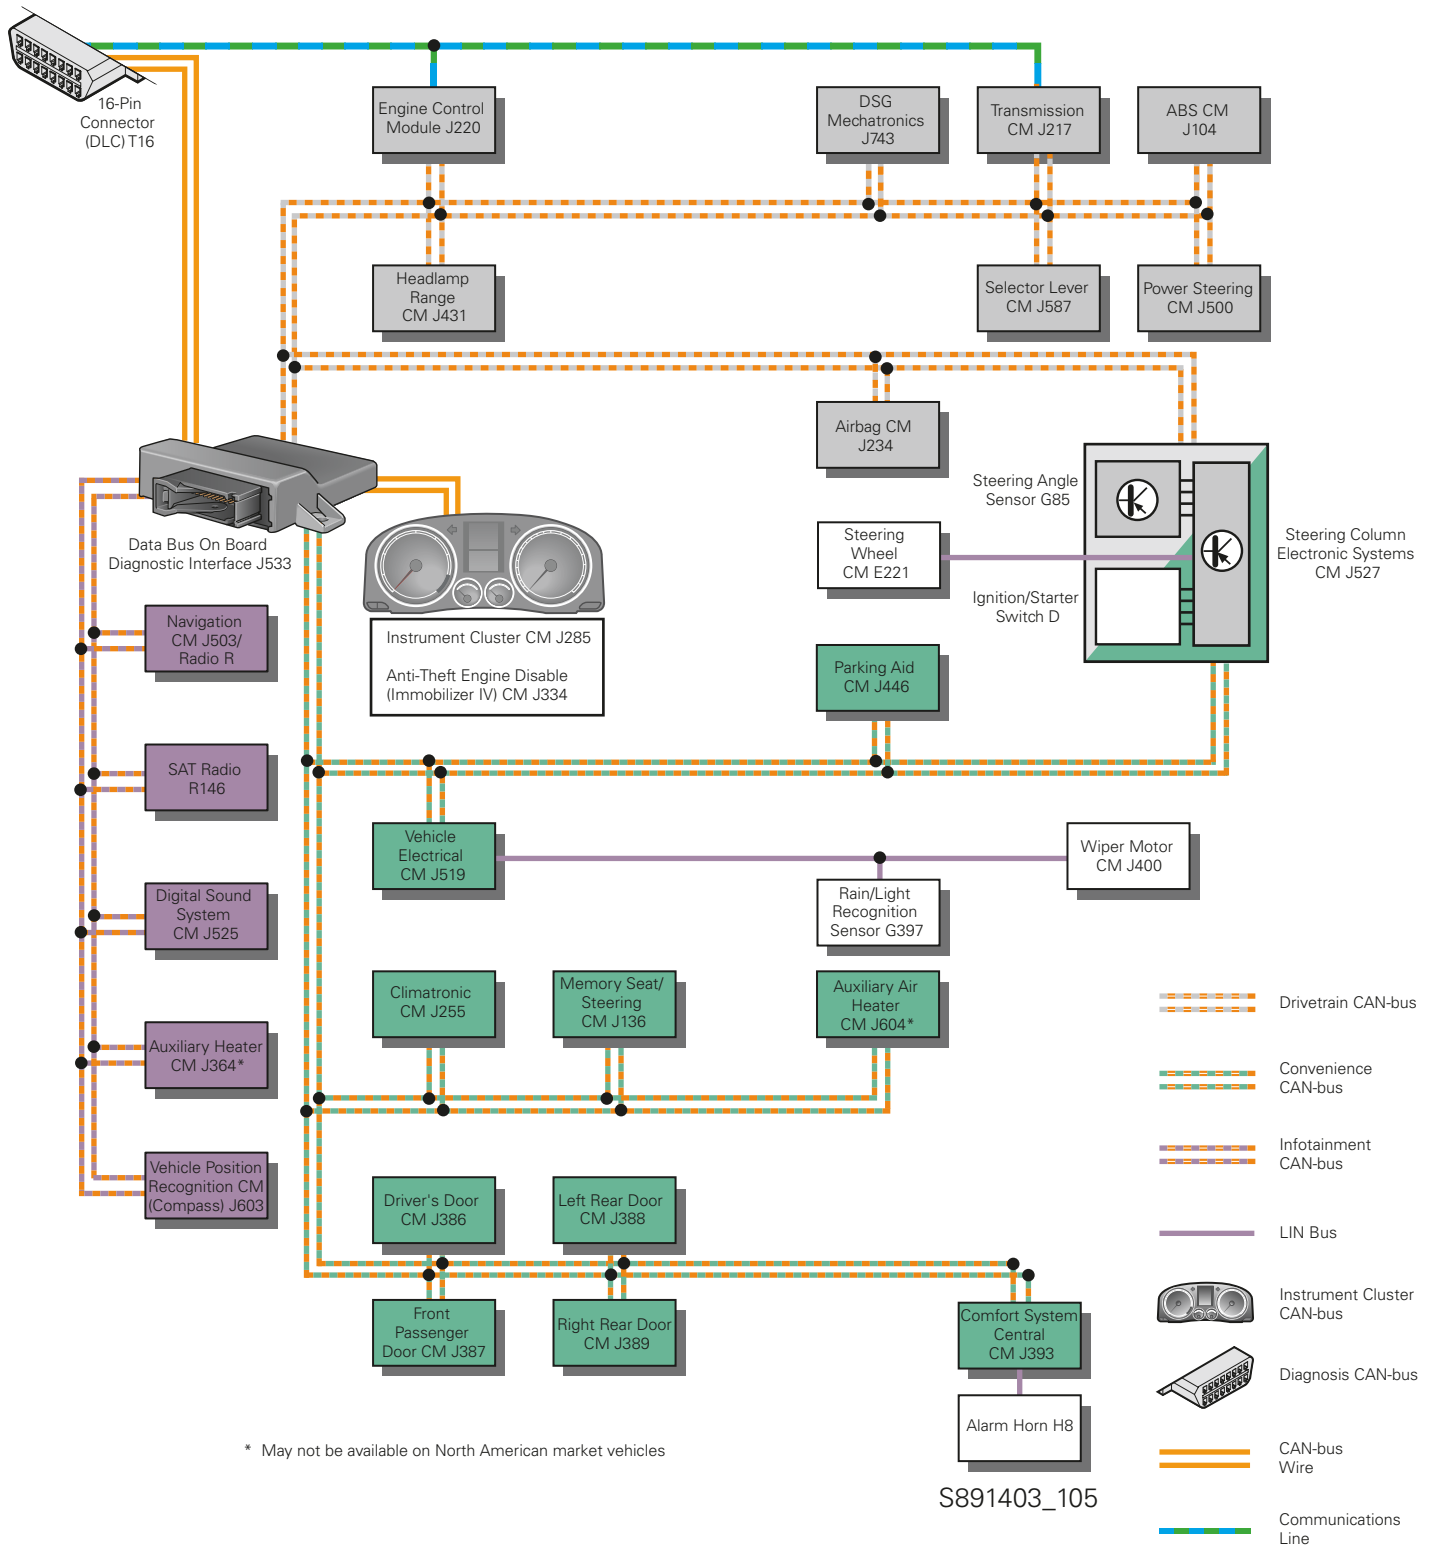 16-Pin
Connector
(DLC) T16
Engine Control
Module J220
DSG
Mechatronics
J743
Transmission
CM J217
ABS CM
J104
Headlamp
Range
CM J431
Selector Lever
CM J587
Power Steering
CM J500
Airbag CM
J234
Steering Angle
Sensor G85
Steering
Wheel
CM E221
Ignition/Starter
Switch D
Steering Column
Electronic Systems
CM J527
Data Bus On Board
Diagnostic Interface J533
Instrument Cluster CM J285
Anti-Theft Engine Disable
(Immobilizer IV) CM J334
Navigation
CM J503/
Radio R
Parking Aid
CM J446
SAT Radio
R146
Vehicle
Electrical
CM J519
Wiper Motor
CM J400
Rain/Light
Recognition
Sensor G397
Digital Sound
System
CM J525
Climatronic
CM J255
Memory Seat/
Steering
CM J136
Auxiliary Air
Heater
CM J604*
Auxiliary Heater
CM J364*
Vehicle Position
Recognition CM
(Compass) J603
Driver's Door
CM J386
Left Rear Door
CM J388
Front
Passenger
Door CM J387
Right Rear Door
CM J389
Comfort System
Central
CM J393
Alarm Horn H8
Drivetrain CAN-bus
Convenience
CAN-bus
Infotainment
CAN-bus
LIN Bus
Instrument Cluster
CAN-bus
Diagnosis CAN-bus
CAN-bus
Wire
Communications
Line
* May not be available on North American market vehicles
S891403_105